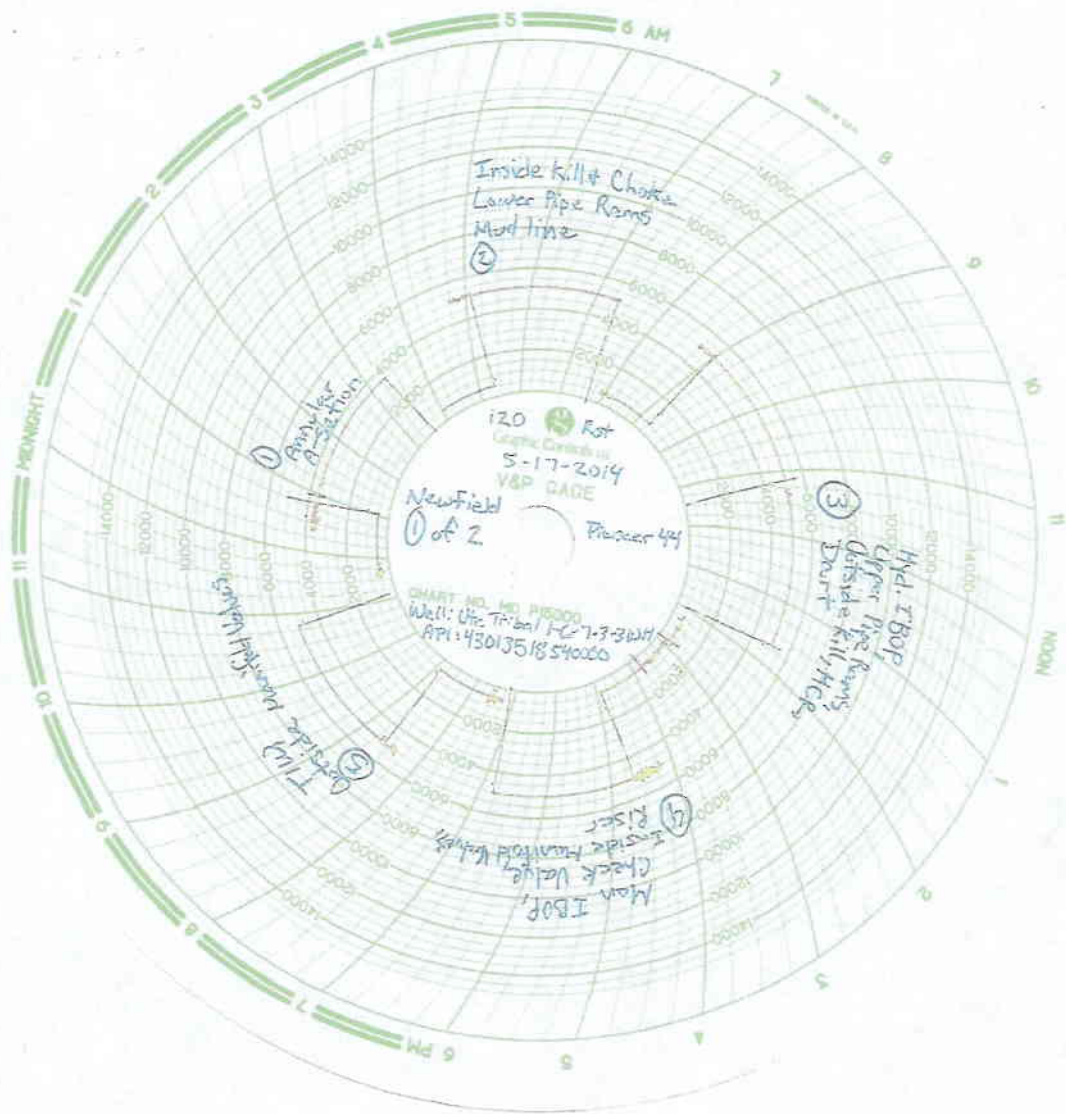 5
6 AM
7
8
9
10
11
NOON
1
2
3
4
5
6 PM
7
8
9
10
11
MIDNIGHT
1
2
3
4
Inside Kill & Choke
Lower Pipe Rams
Mud line
②
① Annular
③
Hyd. IBOP,
Upper Pipe Rams,
Outside Kill, HCR,
Dart
Man IBOP,
Check Valve,
Inside Manifold Valves,
④ Riser
⑤
TIW
Outside Manifold Valves
120
5-17-2014
V&P GAGE
Newfield
① of 2
Pioneer 44
CHART NO. MC P15000
Well: Ute Tribal
API: 43013518540000
2000
4000
6000
8000
10000
12000
14000